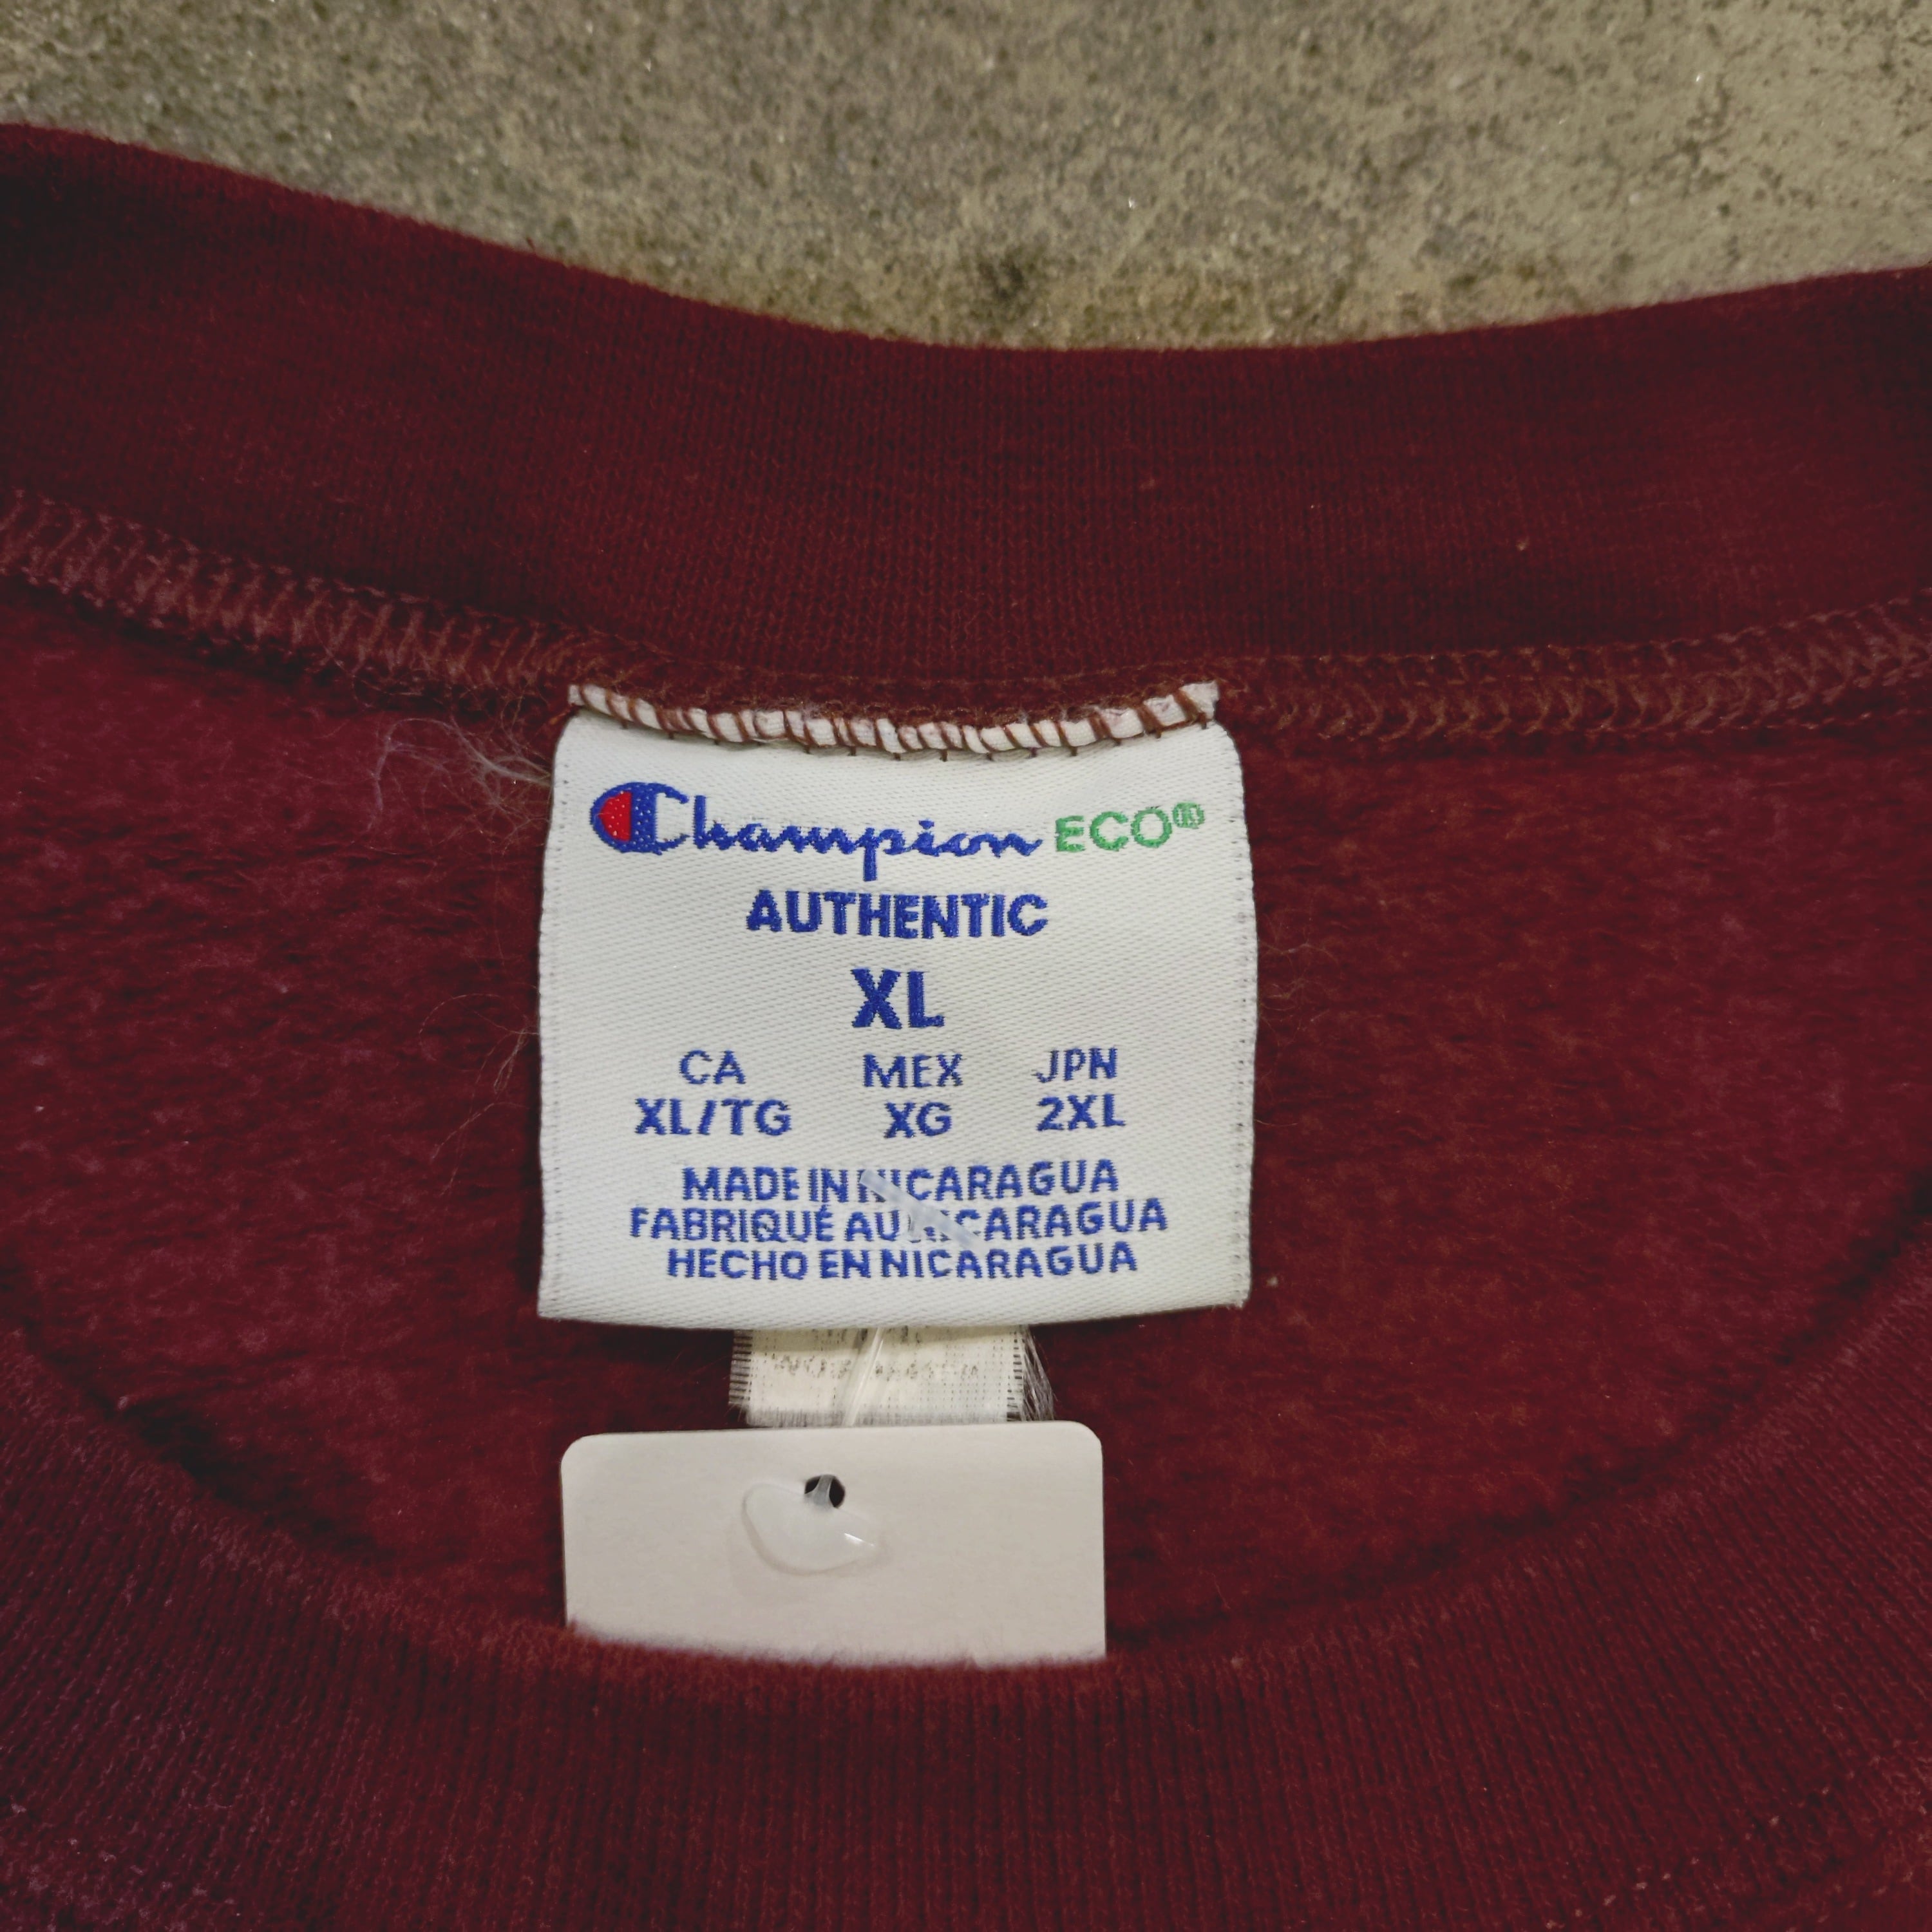 Champion ECO®
AUTHENTIC
XL
CA MEX JPN
XL/TG XG 2XL
MADE IN NICARAGUA
FABRIQUÉ AU NICARAGUA
HECHO EN NICARAGUA